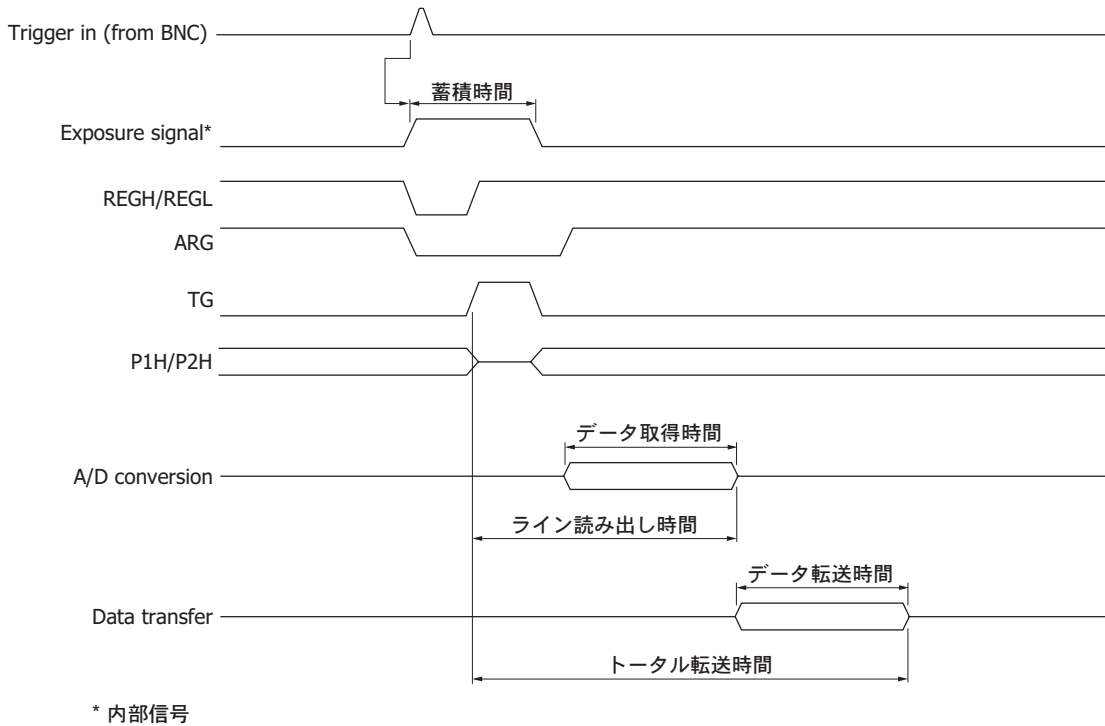 Trigger in (from BNC)
蓄積時間
Exposure signal*
REGH/REGL
ARG
TG
P1H/P2H
データ取得時間
A/D conversion
ライン読み出し時間
データ転送時間
Data transfer
トータル転送時間
* 内部信号